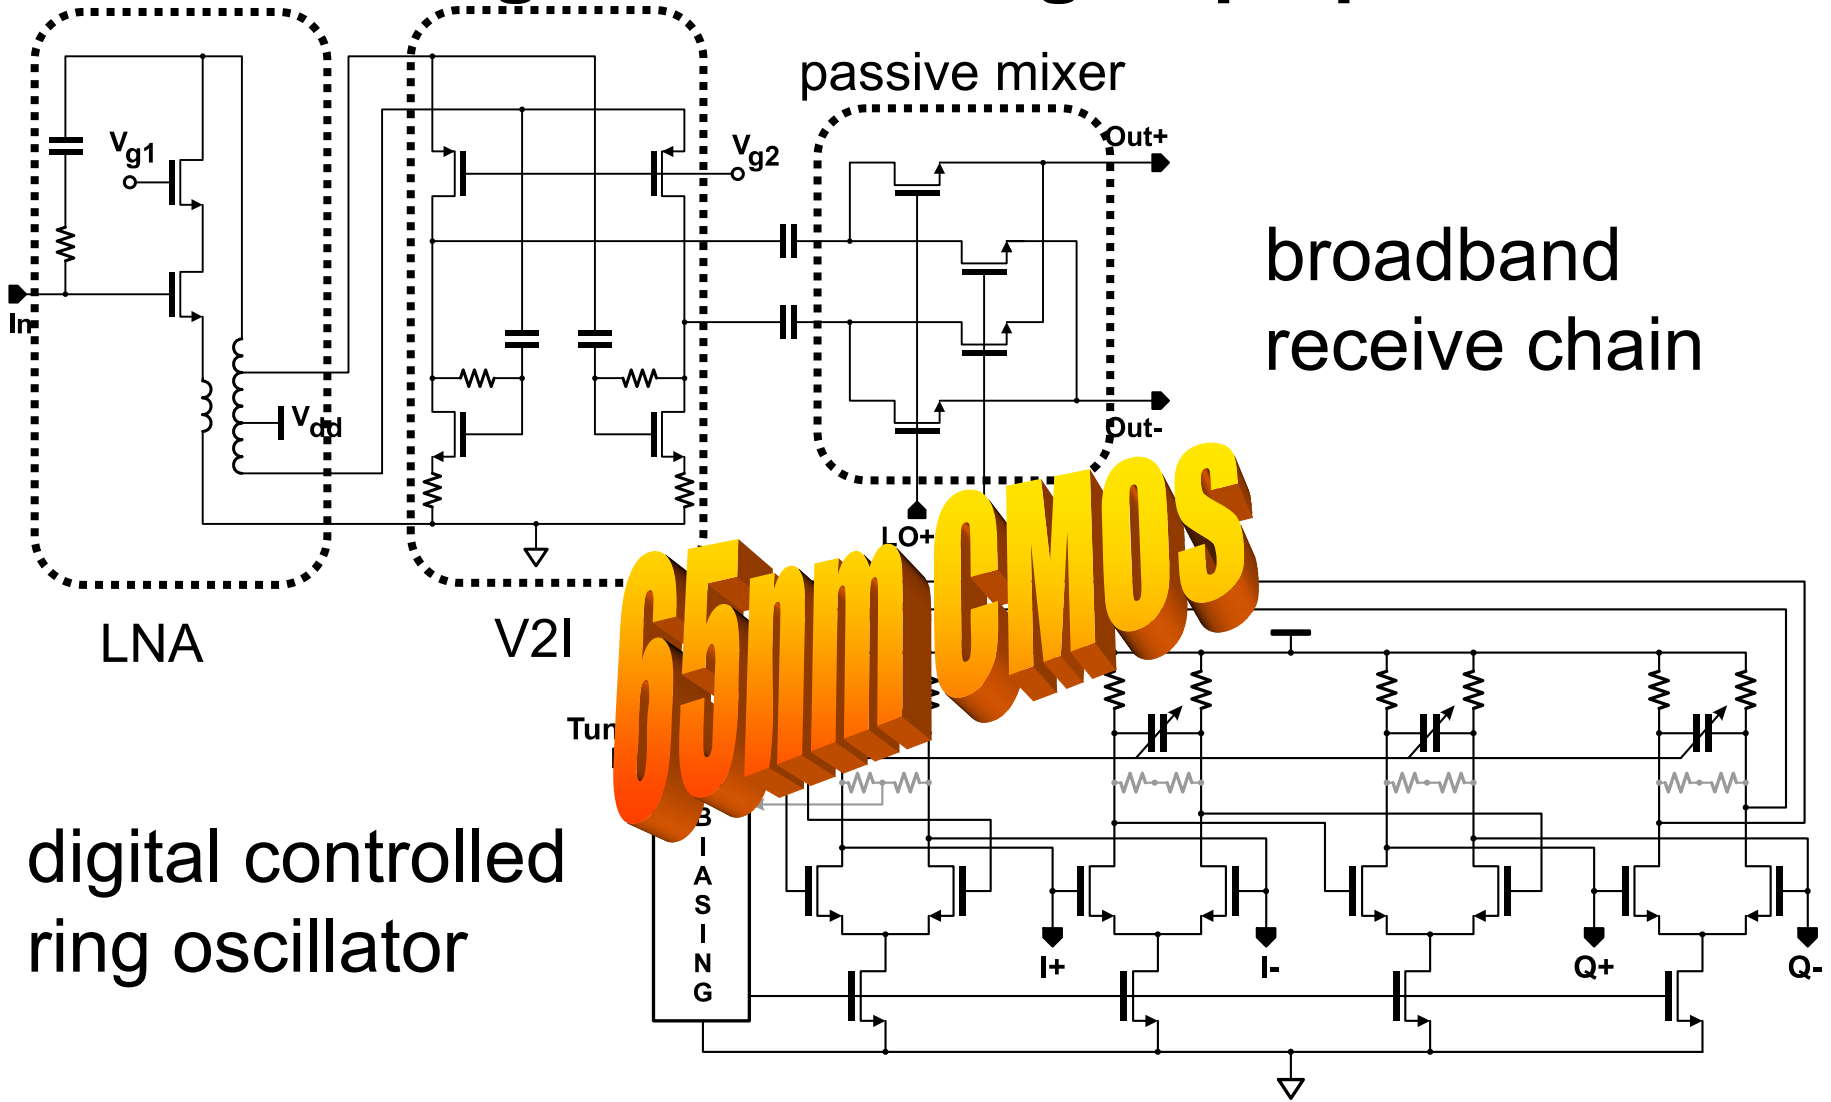 passive mixer
Vg1
Vg2
Out+
In
Vdd
Out-
broadband
receive chain
LO+
65nm CMOS
LNA
V2I
Tun
digital controlled
ring oscillator
B
I
A
S
I
N
G
I+
I-
Q+
Q-